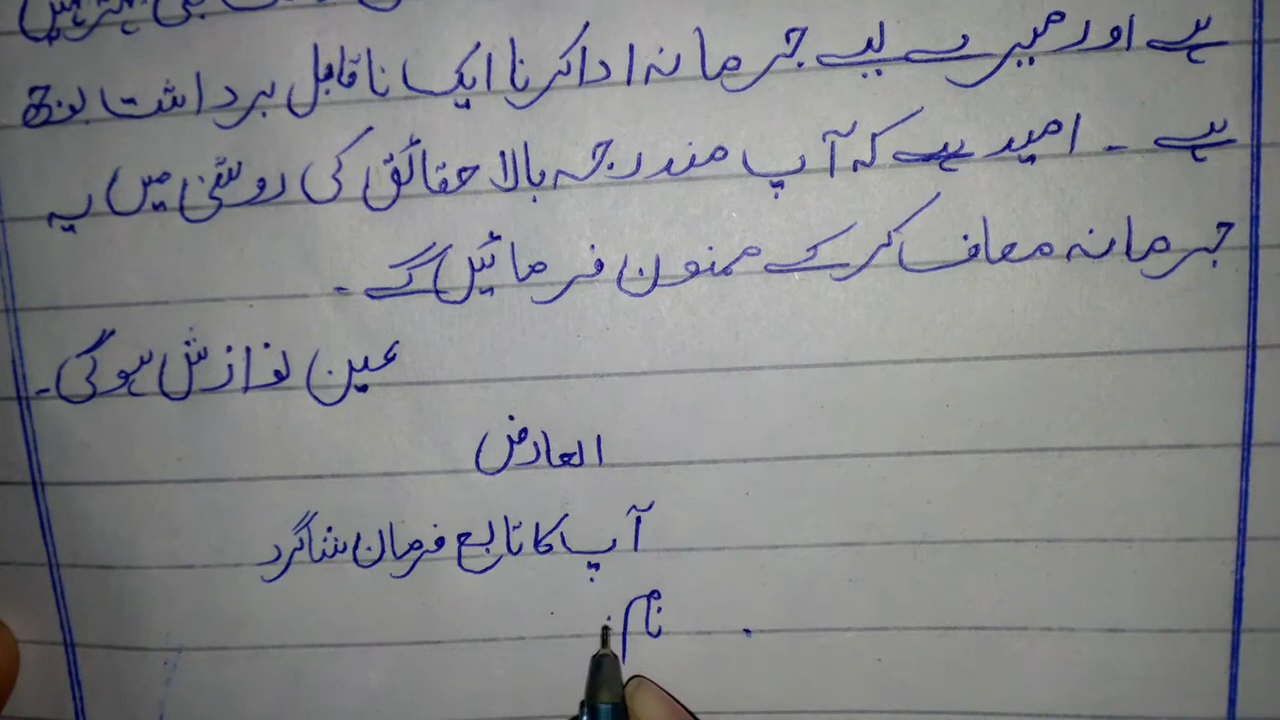 ہے اور میرے لیے جرمانہ ادا کرنا ایک ناقابل برداشت بوجھ
ہے ۔ امید ہے کہ آپ مندرجہ بالا حقائق کی روشنی میں یہ
جرمانہ معاف کر کے ممنون فرمائیں گے ۔
عین نوازش ہوگی ۔
العارض
آپ کا تابع فرمان شاگرد
نام